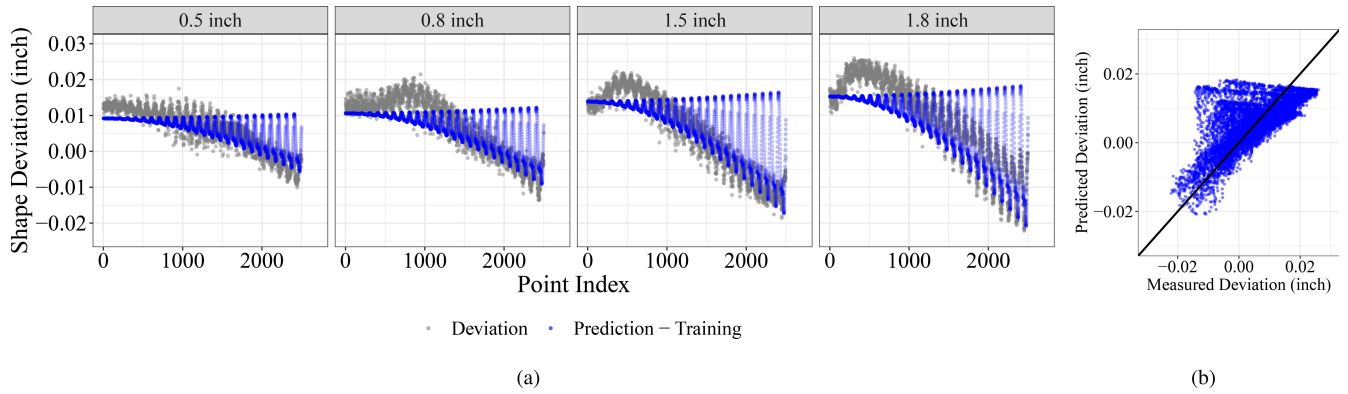 0.5 inch 0.8 inch 1.5 inch 1.8 inch
Shape Deviation (inch)
0.03
0.02
0.01
0.00
−0.01
−0.02
0 1000 2000 0 1000 2000 0 1000 2000 0 1000 2000
Point Index
Deviation Prediction − Training
(a)
Predicted Deviation (inch)
0.02
0.00
−0.02
−0.02 0.00 0.02
Measured Deviation (inch)
(b)